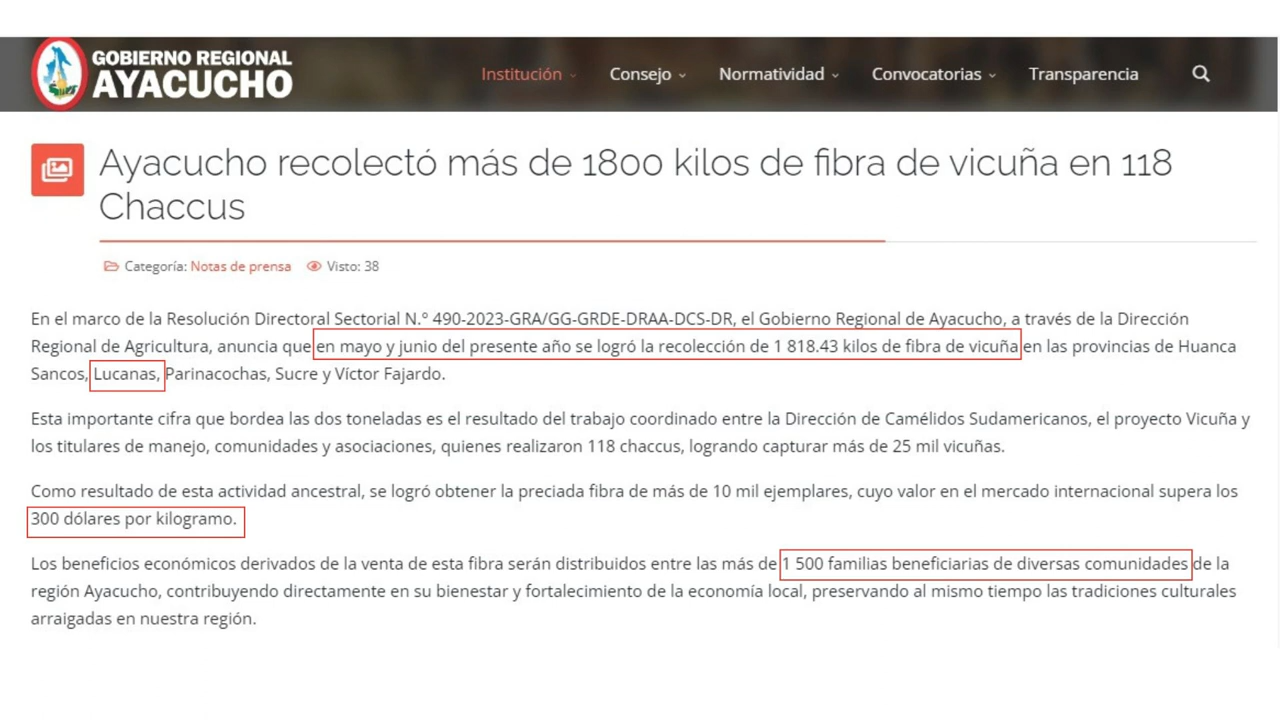 GOBIERNO REGIONAL
AYACUCHO
Institución Consejo Normatividad Convocatorias Transparencia
Ayacucho recolectó más de 1800 kilos de fibra de vicuña en 118
Chaccus
Categoría: Notas de prensa Visto: 38
En el marco de la Resolución Directoral Sectorial N.° 490-2023-GRA/GG-GRDE-DRAA-DCS-DR, el Gobierno Regional de Ayacucho, a través de la Dirección
Regional de Agricultura, anuncia que en mayo y junio del presente año se logró la recolección de 1 818.43 kilos de fibra de vicuña en las provincias de Huanca
Sancos, Lucanas, Parinacochas, Sucre y Víctor Fajardo.
Esta importante cifra que bordea las dos toneladas es el resultado del trabajo coordinado entre la Dirección de Camélidos Sudamericanos, el proyecto Vicuña y
los titulares de manejo, comunidades y asociaciones, quienes realizaron 118 chaccus, logrando capturar más de 25 mil vicuñas.
Como resultado de esta actividad ancestral, se logró obtener la preciada fibra de más de 10 mil ejemplares, cuyo valor en el mercado internacional supera los
300 dólares por kilogramo.
Los beneficios económicos derivados de la venta de esta fibra serán distribuidos entre las más de 1 500 familias beneficiarias de diversas comunidades de la
región Ayacucho, contribuyendo directamente en su bienestar y fortalecimiento de la economía local, preservando al mismo tiempo las tradiciones culturales
arraigadas en nuestra región.